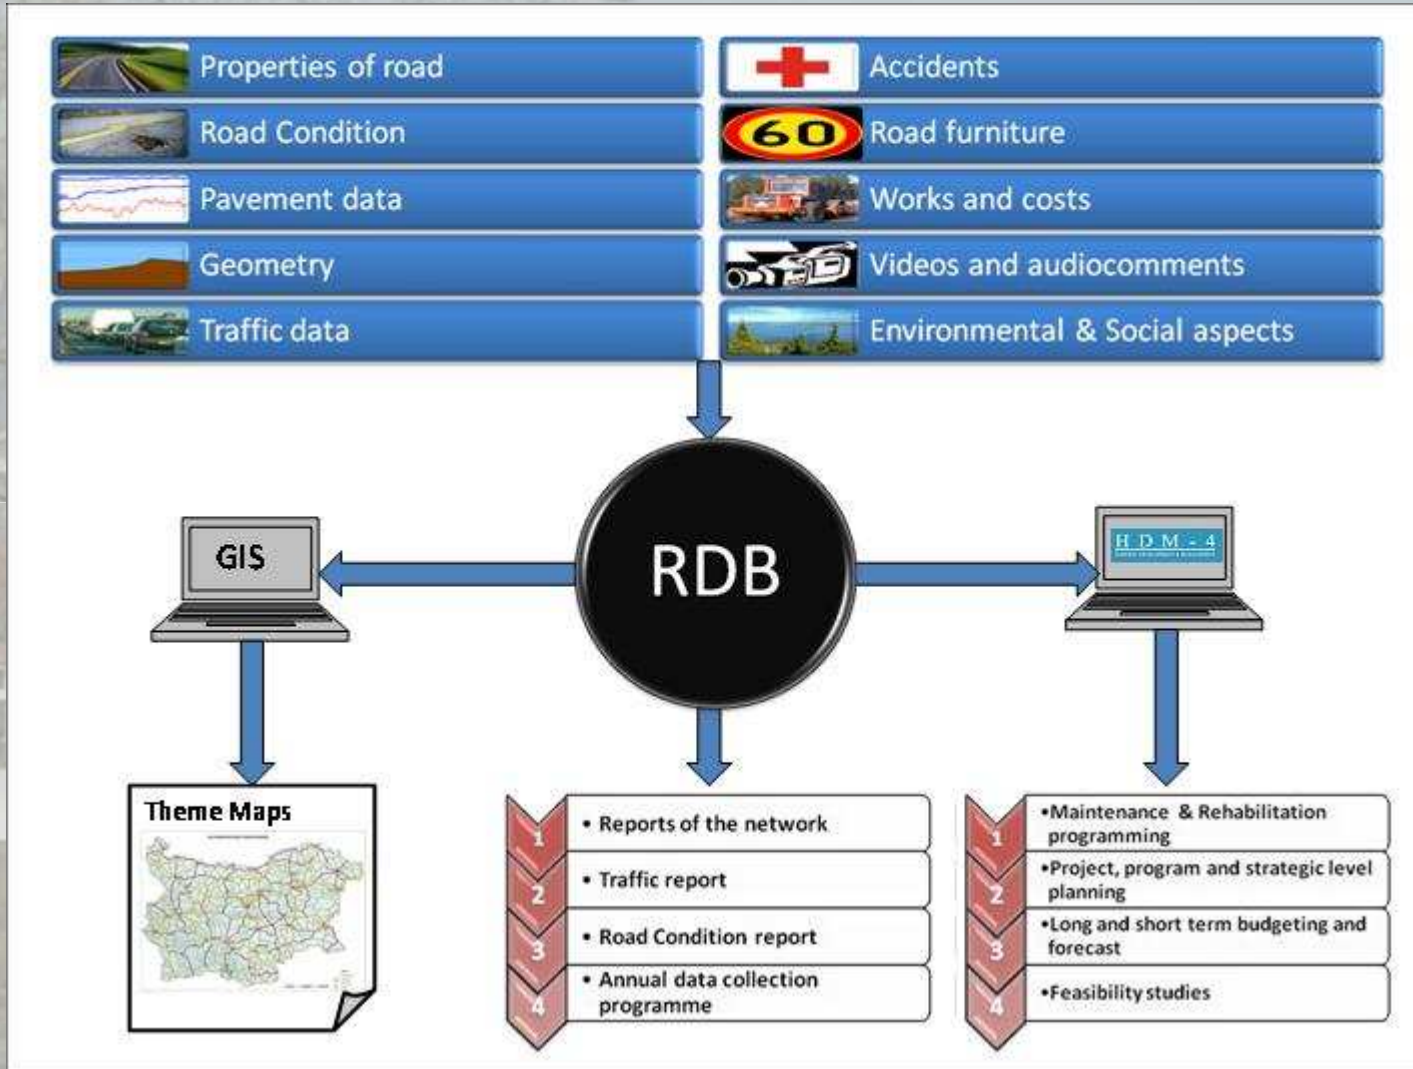 Properties of road
Road Condition
Pavement data
Geometry
Traffic data
Accidents
60
Road furniture
Works and costs
Videos and audiocomments
Environmental & Social aspects
GIS
RDB
HDM-4
Theme Maps
1
• Reports of the network
2
• Traffic report
3
• Road Condition report
4
• Annual data collection
programme
1
•Maintenance & Rehabilitation
programming
2
•Project, program and strategic level
planning
3
•Long and short term budgeting and
forecast
4
•Feasibility studies